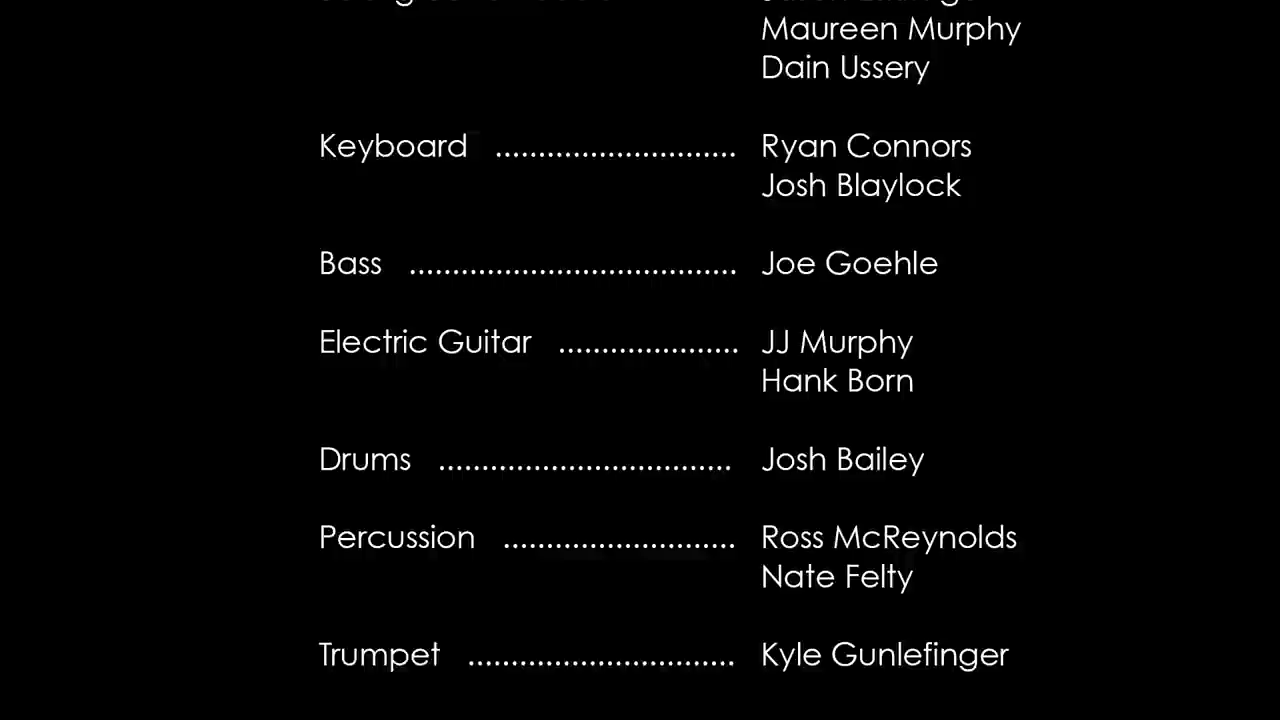 Maureen Murphy
Dain Ussery
Keyboard ............................ Ryan Connors
Josh Blaylock
Bass ...................................... Joe Goehle
Electric Guitar ..................... JJ Murphy
Hank Born
Drums .................................. Josh Bailey
Percussion ........................... Ross McReynolds
Nate Felty
Trumpet ............................... Kyle Gunlefinger